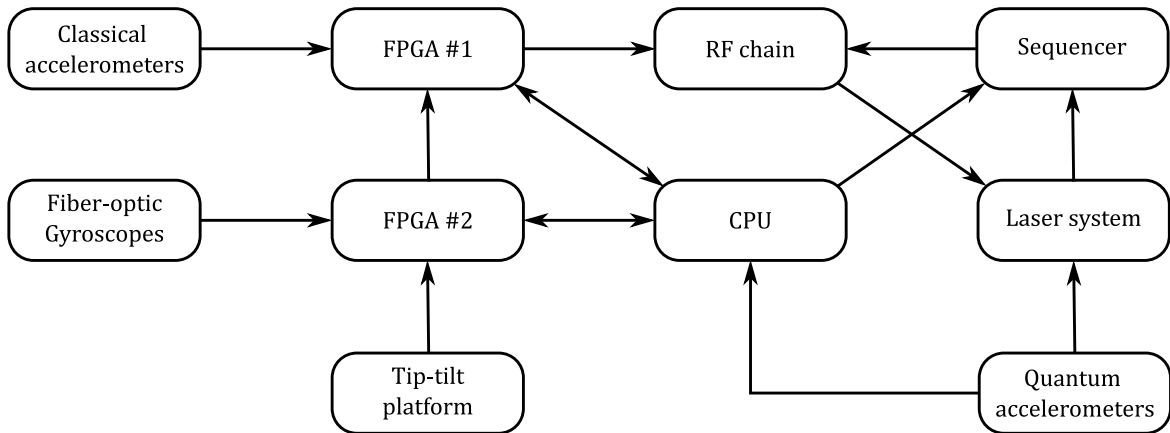 Classical
accelerometers
FPGA #1
RF chain
Sequencer
Fiber-optic
Gyroscopes
FPGA #2
CPU
Laser system
Tip-tilt
platform
Quantum
accelerometers